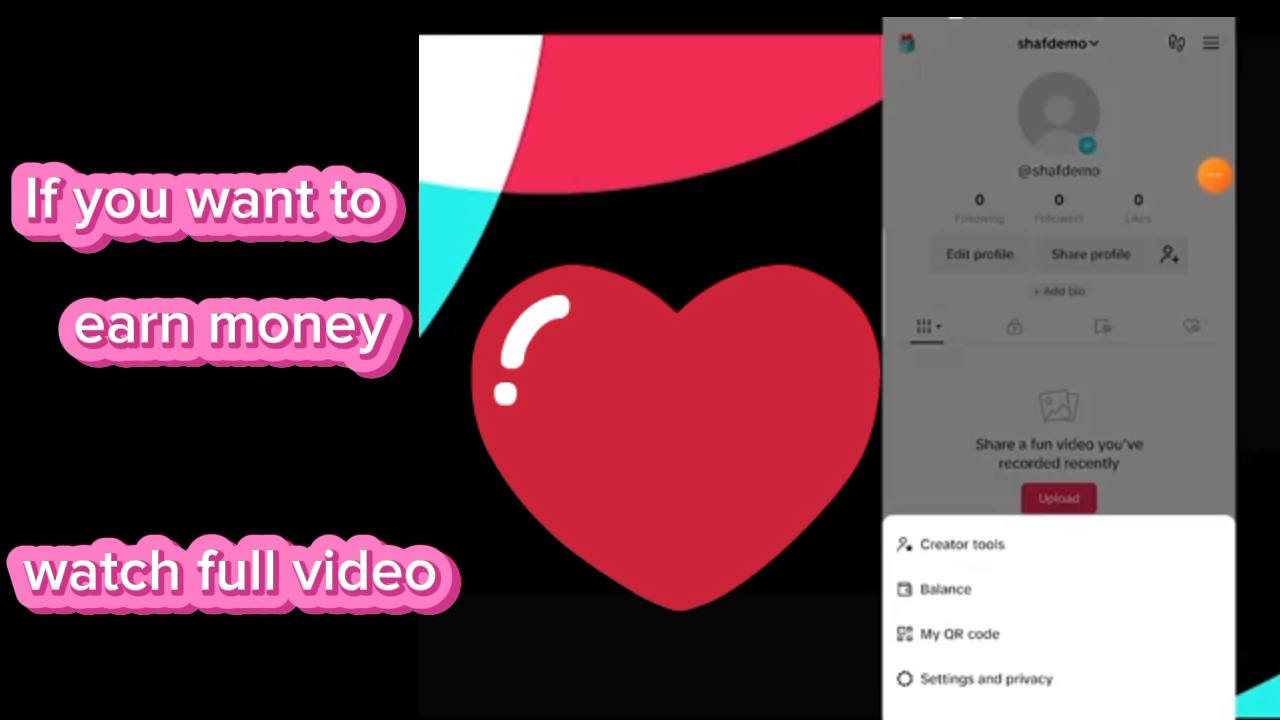 If you want to
earn money
watch full video
shafdemo
@shafdemo
0 0 0
Following Followers Likes
Edit profile Share profile
+ Add bio
Share a fun video you've
recorded recently
Upload
Creator tools
Balance
My QR code
Settings and privacy